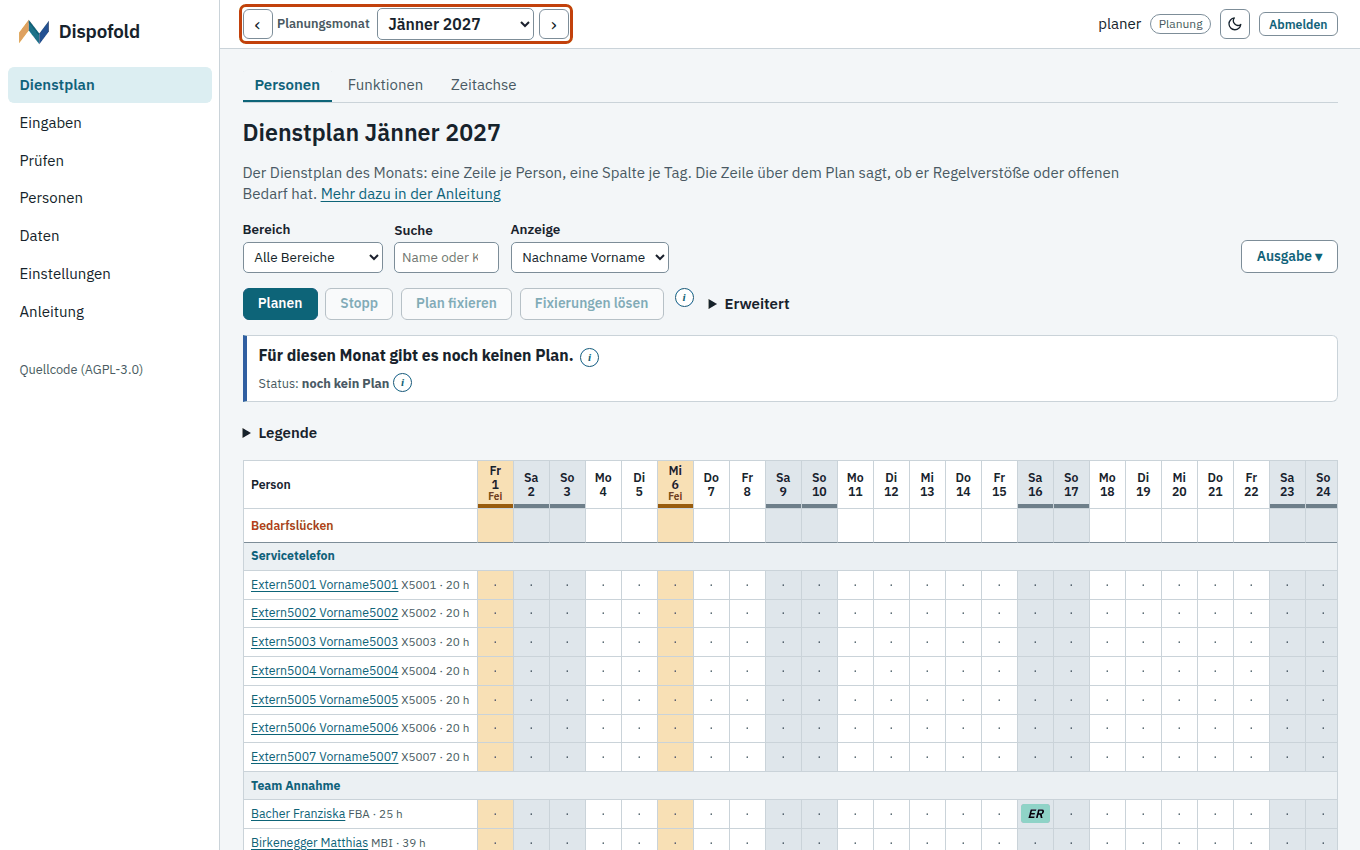 Dispofold
‹ Planungsmonat Jänner 2027 ›
planer Planung Abmelden
Dienstplan
Eingaben
Prüfen
Personen
Daten
Einstellungen
Anleitung
Quellcode (AGPL-3.0)
Personen Funktionen Zeitachse
Dienstplan Jänner 2027
Der Dienstplan des Monats: eine Zeile je Person, eine Spalte je Tag. Die Zeile über dem Plan sagt, ob er Regelverstöße oder offenen
Bedarf hat. Mehr dazu in der Anleitung
Bereich Suche Anzeige
Alle Bereiche Name oder K Nachname Vorname Ausgabe ▾
Planen Stopp Plan fixieren Fixierungen lösen i ▶ Erweitert
Für diesen Monat gibt es noch keinen Plan. i
Status: noch kein Plan i
▶ Legende
Person Fr 1 Fei Sa 2 So 3 Mo 4 Di 5 Mi 6 Fei Do 7 Fr 8 Sa 9 So 10 Mo 11 Di 12 Mi 13 Do 14 Fr 15 Sa 16 So 17 Mo 18 Di 19 Mi 20 Do 21 Fr 22 Sa 23 So 24
Bedarfslücken
Servicetelefon
Extern5001 Vorname5001 X5001 · 20 h · · · · · · · · · · · · · · · · · · · · · · · ·
Extern5002 Vorname5002 X5002 · 20 h · · · · · · · · · · · · · · · · · · · · · · · ·
Extern5003 Vorname5003 X5003 · 20 h · · · · · · · · · · · · · · · · · · · · · · · ·
Extern5004 Vorname5004 X5004 · 20 h · · · · · · · · · · · · · · · · · · · · · · · ·
Extern5005 Vorname5005 X5005 · 20 h · · · · · · · · · · · · · · · · · · · · · · · ·
Extern5006 Vorname5006 X5006 · 20 h · · · · · · · · · · · · · · · · · · · · · · · ·
Extern5007 Vorname5007 X5007 · 20 h · · · · · · · · · · · · · · · · · · · · · · · ·
Team Annahme
Bacher Franziska FBA · 25 h · · · · · · · · · · · · · · · ER · · · · · · · ·
Birkenegger Matthias MBI · 39 h · · · · · · · · · · · · · · · · · · · · · · · ·